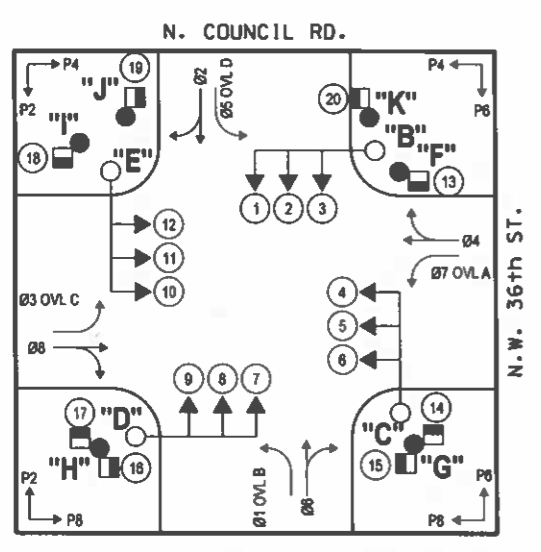 N. COUNCIL RD.
P4
P2
"J"
19
"I"
18
"E"
Ø2
Ø5 OVL D
20
"K"
"B"
"F"
13
P4
P6
1
2
3
12
11
10
Ø4
Ø7 OVL A
N.W. 36th ST.
Ø3 OVL C
Ø8
4
5
6
9
8
7
17
"D"
"H"
16
P2
P8
Ø1 OVL B
Ø6
"C"
14
15
"G"
P6
P8